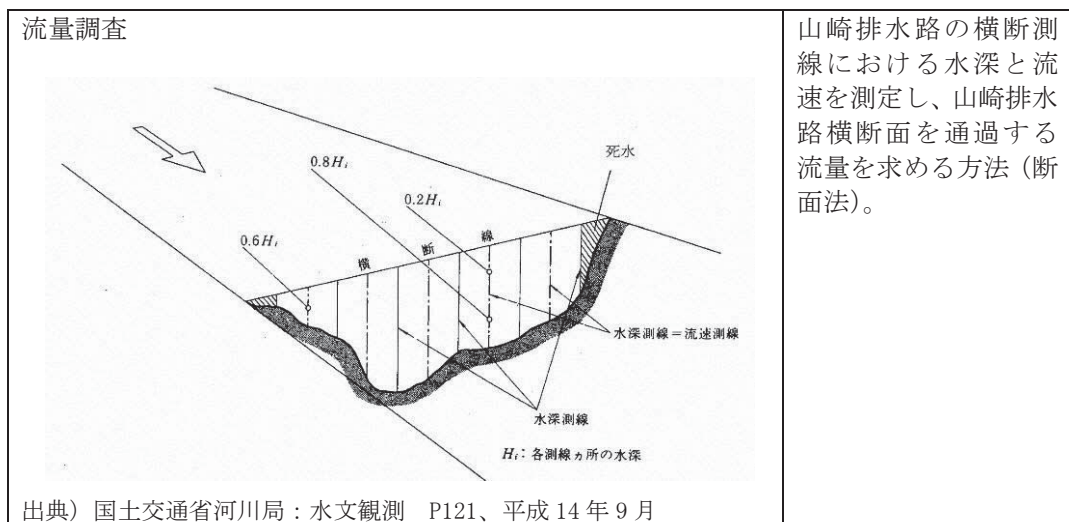 流量調査
死水
0.8Hi
0.2Hi
0.6Hi
横断線
水深測線＝流速測線
水深測線
Hi：各測線ヵ所の水深
出典）国土交通省河川局：水文観測　P121、平成 14 年 9 月
山崎排水路の横断測
線における水深と流
速を測定し、山崎排水
路横断面を通過する
流量を求める方法（断
面法）。